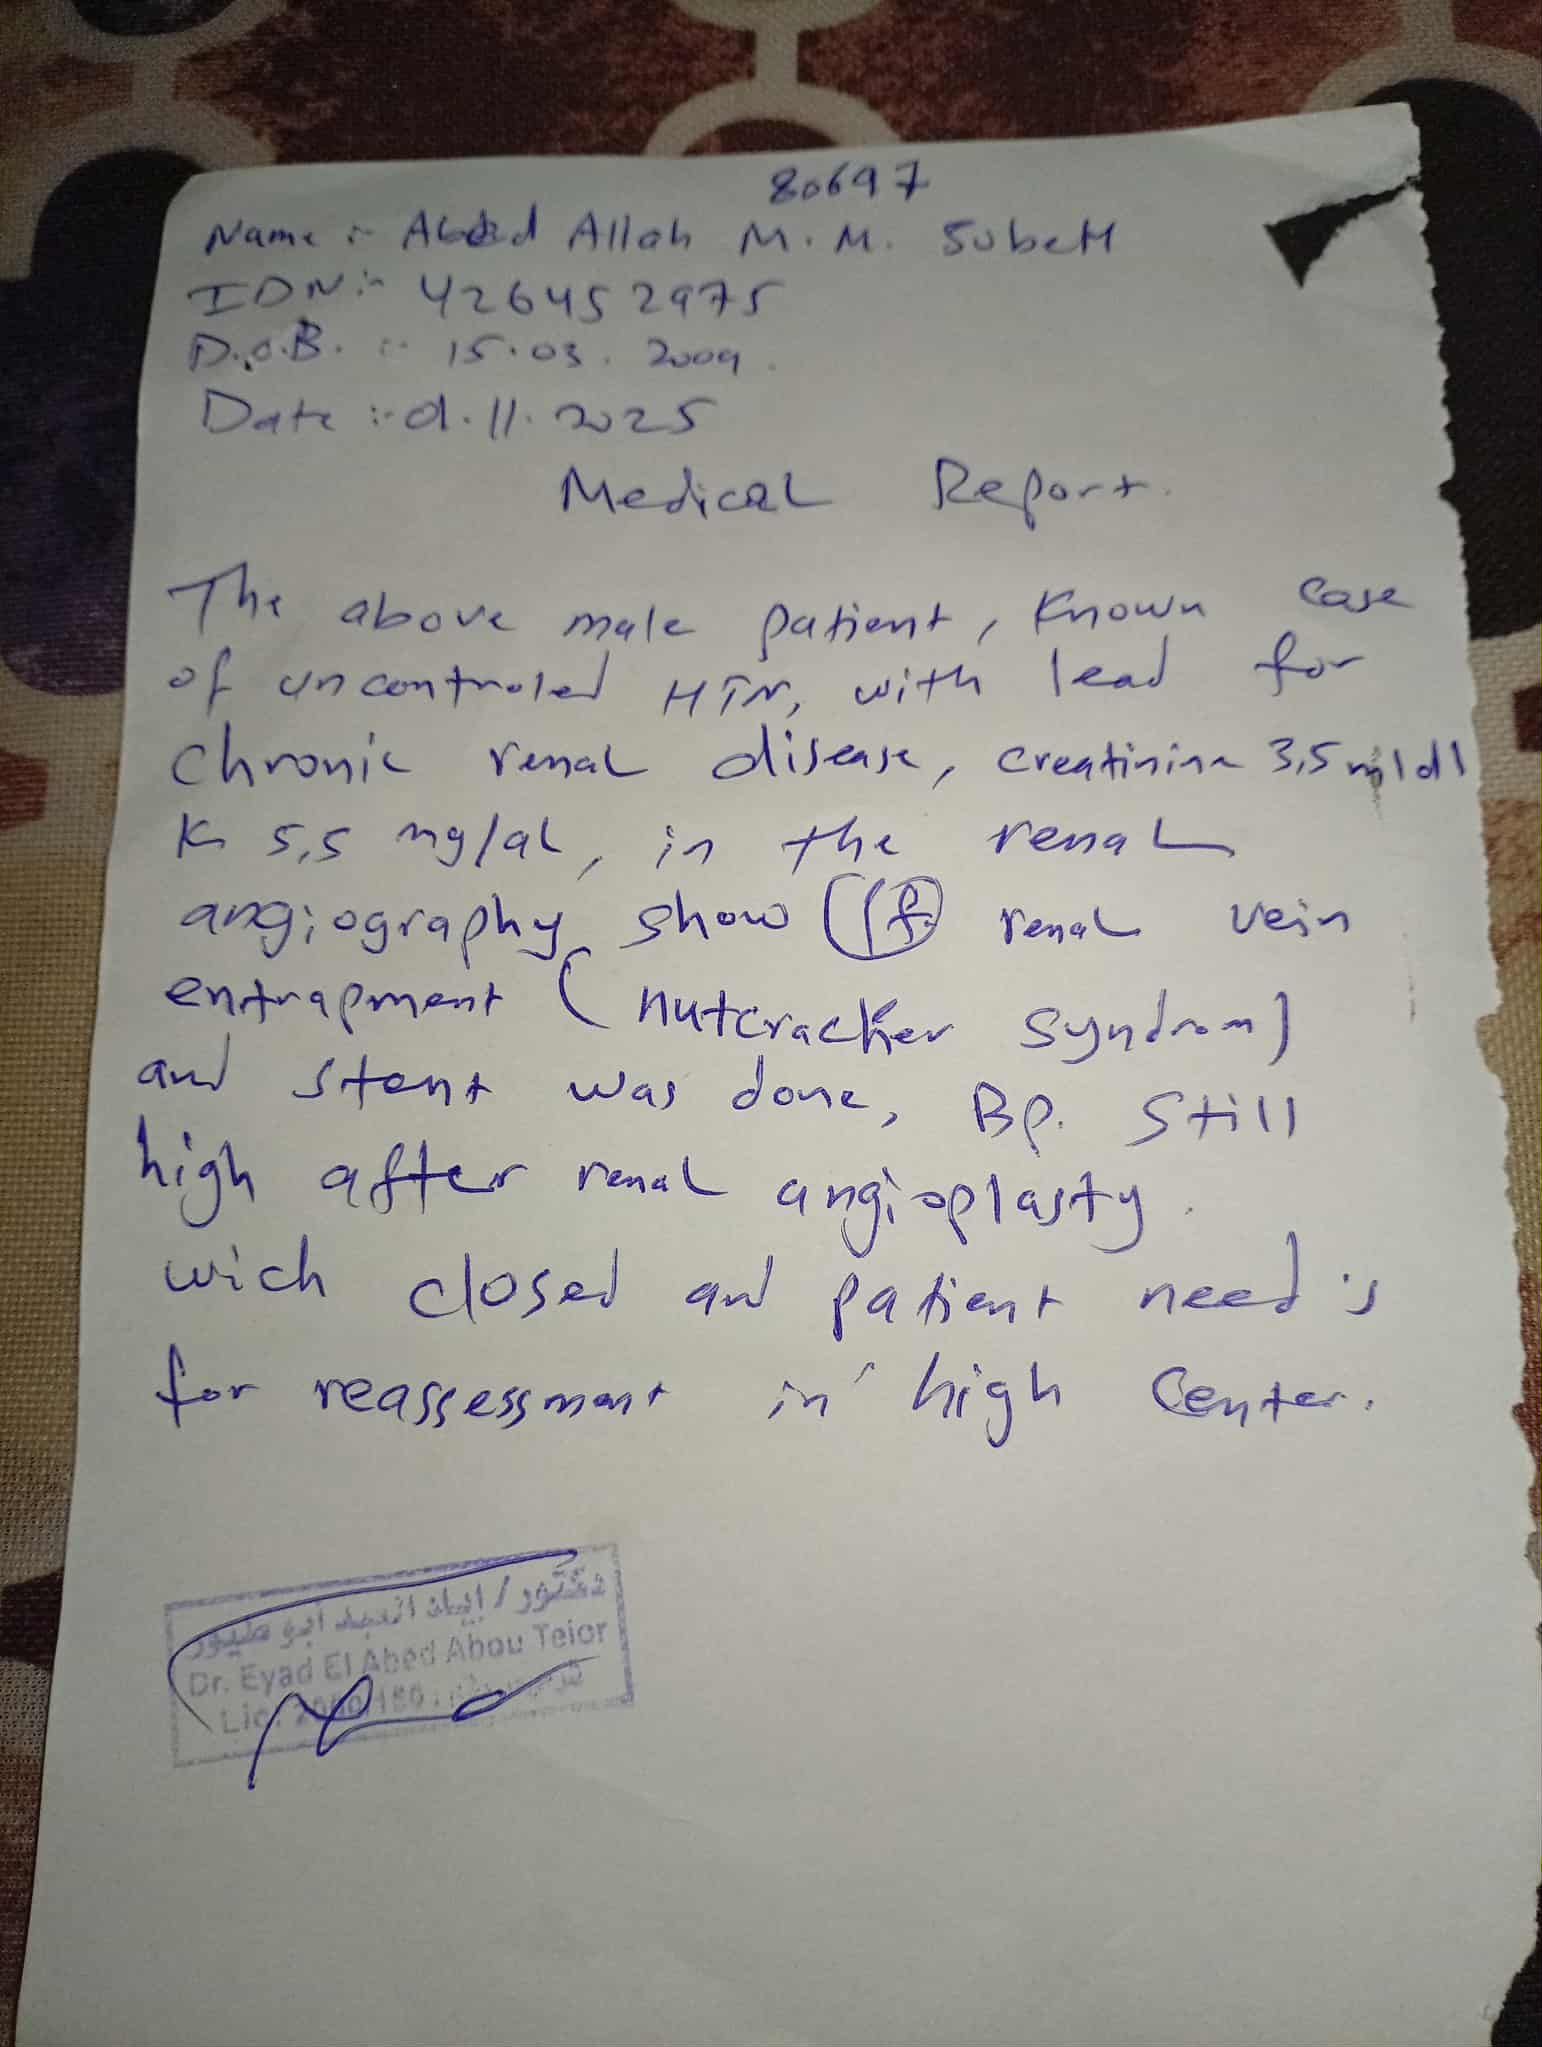 80697
Name :- Abed Allah M. M. Subeh
IDN :- 426452975
D.o.B. :- 15.03.2009.
Date :- 01.11.2025
Medical Report.
The above male patient, Known Case
of uncontroled HTN, with lead for
chronic renal disease, creatinine 3,5 m/dl
K 5,5 mg/dL, in the renal
angiography show (lf) renal vein
entrapment (nutcracker syndrom)
and stent was done, Bp. Still
high after renal angioplasty.
wich closed and patient need's
for reassessment in high Center.
دكتور / إياد العبد أبو طيور
Dr. Eyad El Abed Abou Teior
Lic.